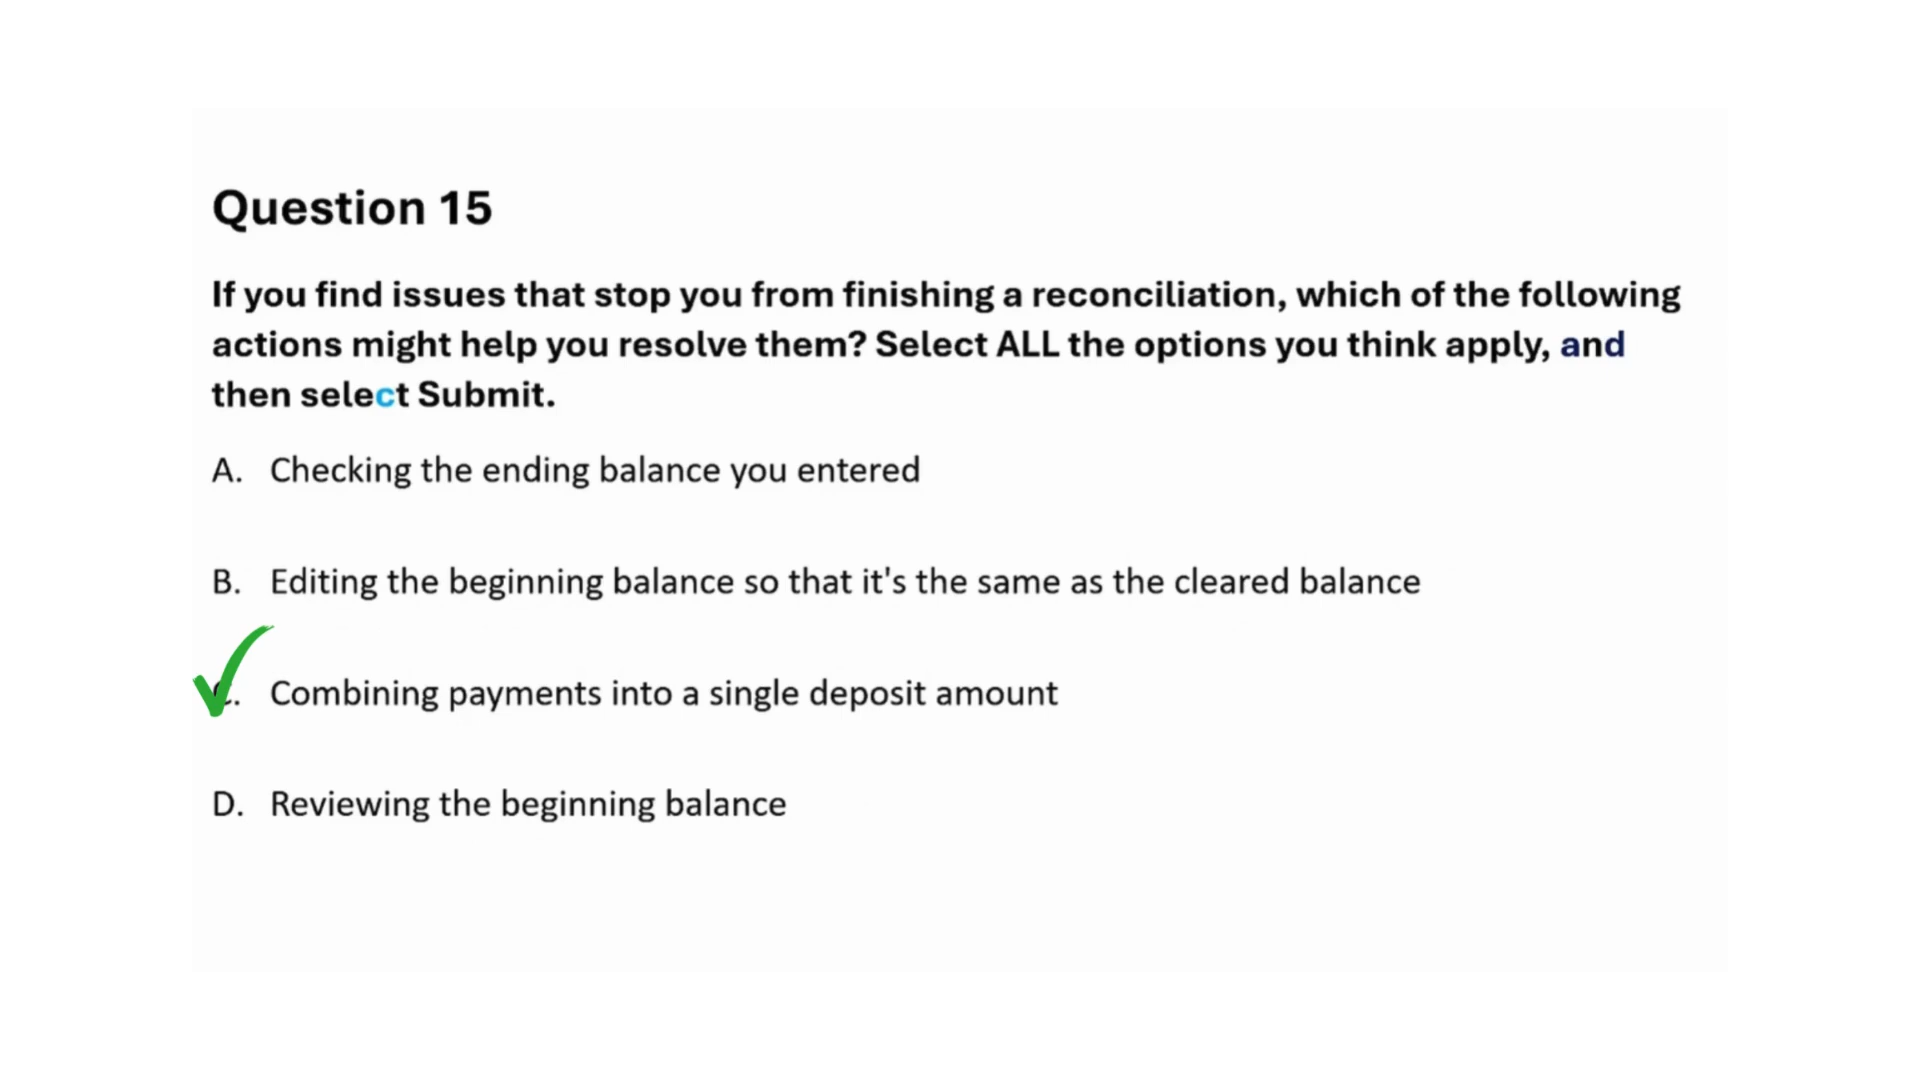 Question 15
If you find issues that stop you from finishing a reconciliation, which of the following
actions might help you resolve them? Select ALL the options you think apply, and
then select Submit.
A. Checking the ending balance you entered
B. Editing the beginning balance so that it's the same as the cleared balance
C. Combining payments into a single deposit amount
D. Reviewing the beginning balance